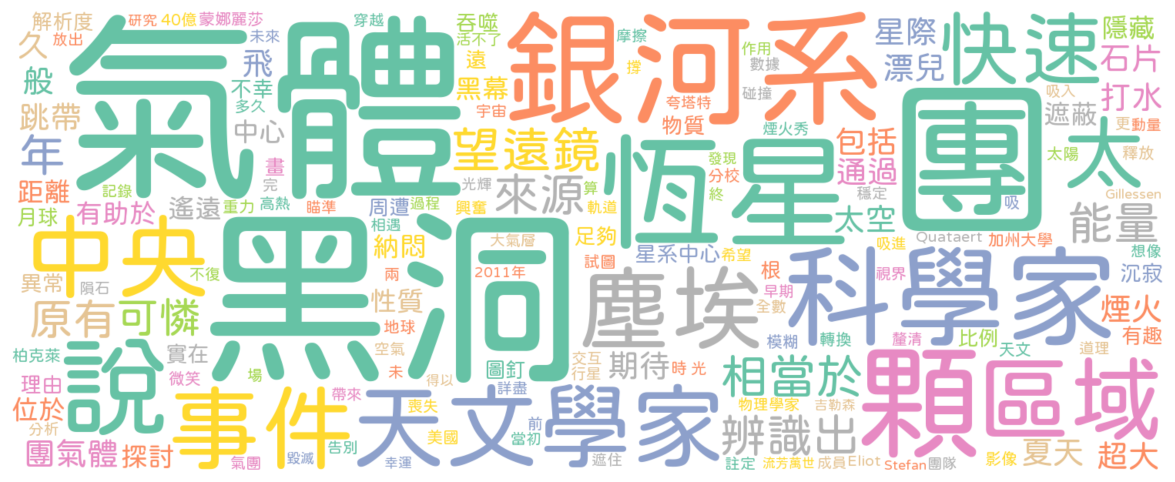 解析度
研究
40億
蒙娜麗莎
穿越
吞噬
銀河系
摩擦
作用
星際
快速
隱藏
久
放出
氣體
未來
活不了
遠
撐
數據
漂兒
石片
般
飛
不幸
多久
黑幕
宇宙
夸塔特
碰撞
吸入
打水
跳帶
中心
望遠鏡
物質
煙火秀
包括
團
遮蔽
更
動量
年
畫
完
光輝
恆星
發現
分校
通過
太
太陽
釋放
距離
記錄
高熱
瞄準
周遭
過程
來源
算
軌道
終
穩定
吸
Gillessen
月球
有助於
遙遠
重力
相遇
興奮
足夠
太空
能量
中央
黑洞
納悶
大氣層
星系中心
希望
吸進
Quataert
加州大學
想像
異常
隕石
不復
兩
2011年
試圖
塵埃
根
早期
視界
科學家
沉寂
原有
可憐
性質
地球
全數
煙火
柏克萊
說
實在
空氣
圖釘
交互
行星
期待
時光
模糊
轉換
釐清
比例
天文
道理
有趣
理由
微笑
場
未
得以
相當於
顆
區域
位於
分析
事件
帶來
天文學家
喪失
詳盡
前
當初
物理學家
吉勒森
辨識出
團氣體
探討
氣團
毀滅
告別
幸運
美國
遮住
註定
流芳萬世
成員
Eliot
Stefan
團隊
影像
夏天
超大